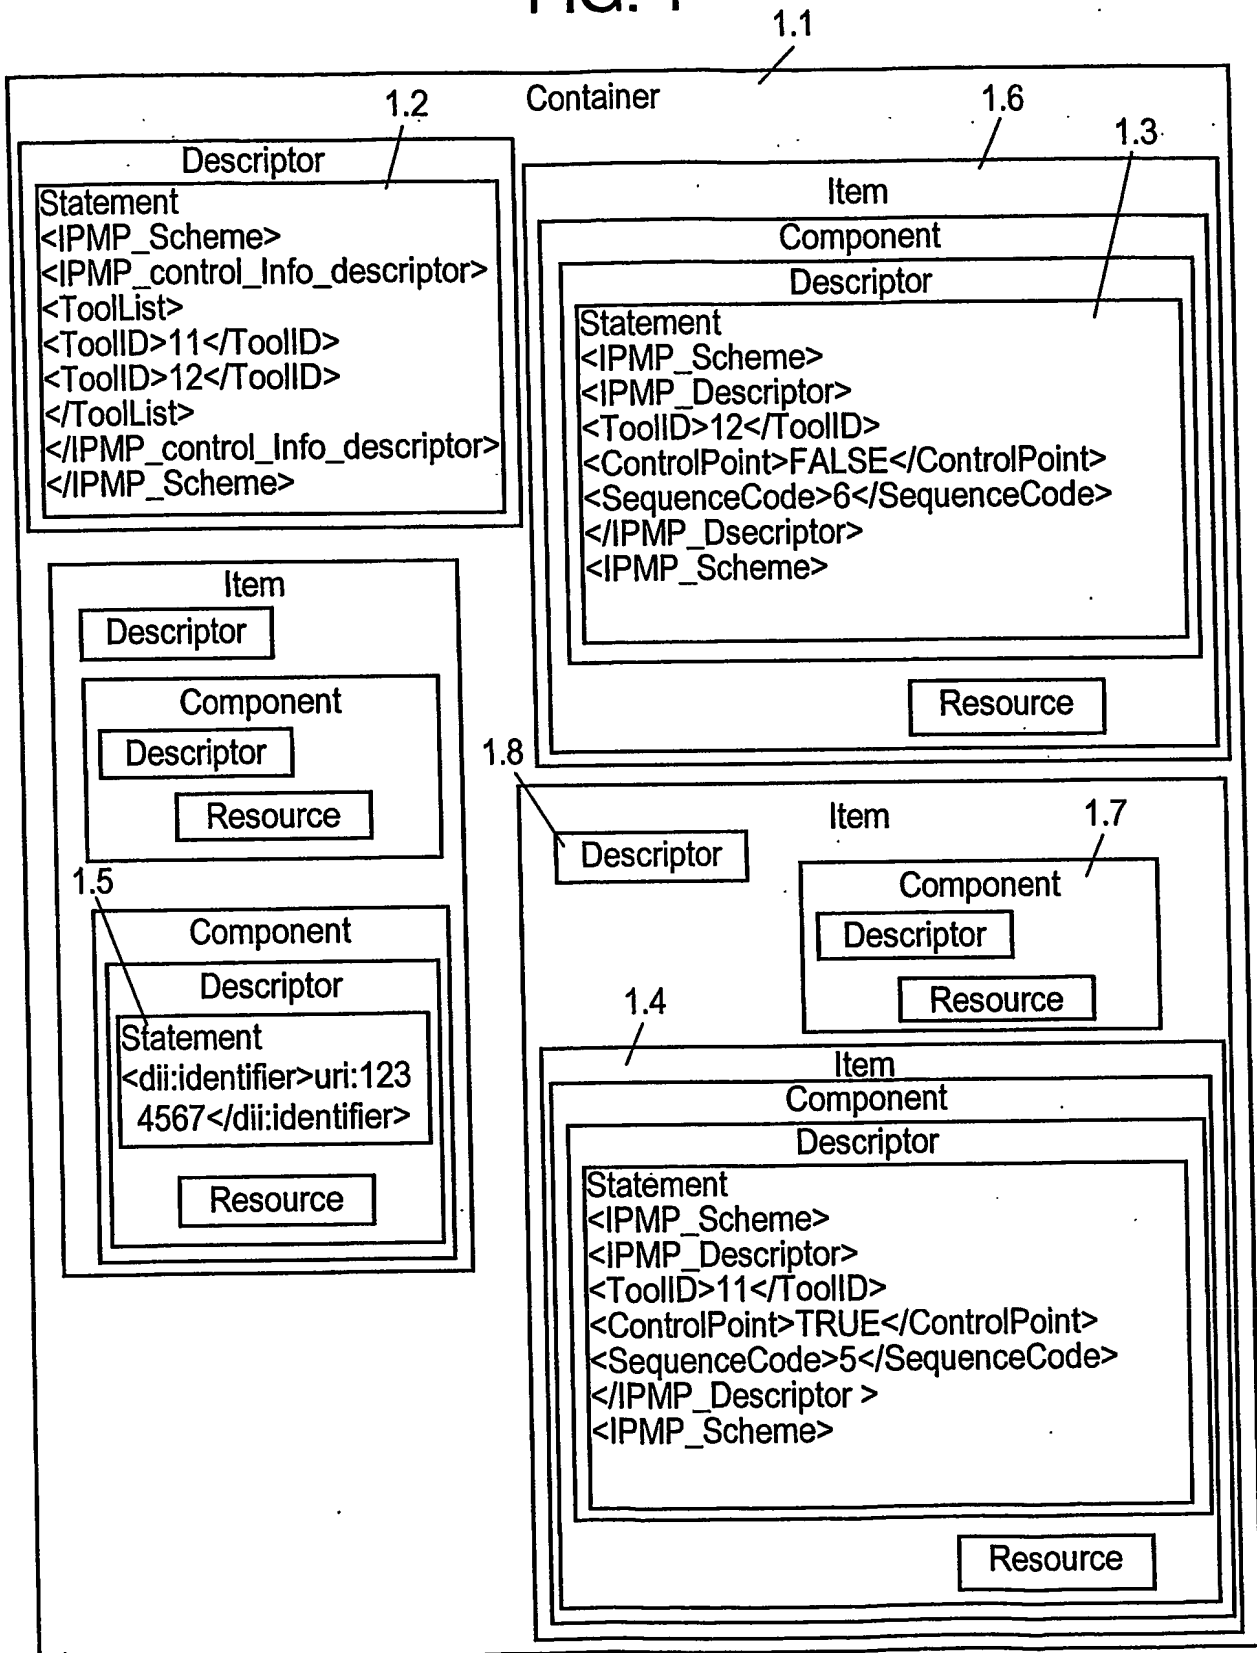 FIG. 1
1.1
Container
1.2
Descriptor
Statement
<IPMP_Scheme>
<IPMP_control_Info_descriptor>
<ToolList>
<ToolID>11</ToolID>
<ToolID>12</ToolID>
</ToolList>
</IPMP_control_Info_descriptor>
</IPMP_Scheme>
1.6
1.3
Item
Component
Descriptor
Statement
<IPMP_Scheme>
<IPMP_Descriptor>
<ToolID>12</ToolID>
<ControlPoint>FALSE</ControlPoint>
<SequenceCode>6</SequenceCode>
</IPMP_Dsecriptor>
<IPMP_Scheme>
Resource
Item
Descriptor
Component
Descriptor
Resource
1.5
Component
Descriptor
Statement
<dii:identifier>uri:123
4567</dii:identifier>
Resource
1.8
Item
1.7
Descriptor
Component
Descriptor
Resource
1.4
Item
Component
Descriptor
Statement
<IPMP_Scheme>
<IPMP_Descriptor>
<ToolID>11</ToolID>
<ControlPoint>TRUE</ControlPoint>
<SequenceCode>5</SequenceCode>
</IPMP_Descriptor >
<IPMP_Scheme>
Resource